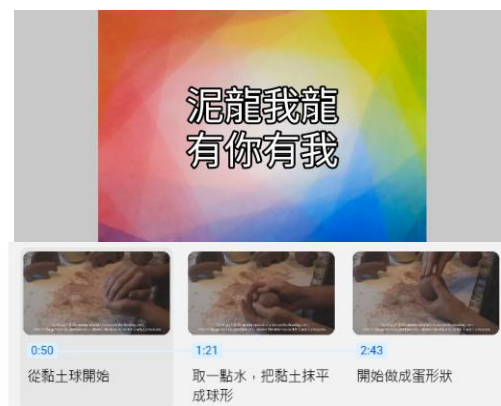 泥龍我龍
有你有我
0:50
1:21
2:43
從黏土球開始
取一點水，把黏土抹平
成球形
開始做成蛋形狀